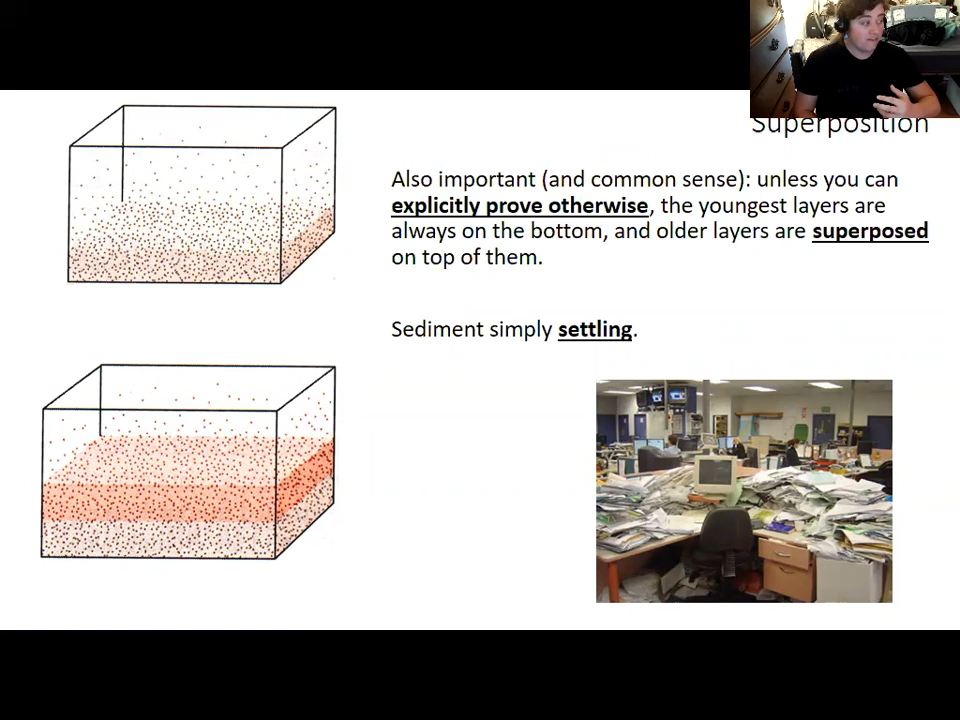 Superposition
Also important (and common sense): unless you can
explicitly prove otherwise, the youngest layers are
always on the bottom, and older layers are superposed
on top of them.
Sediment simply settling.